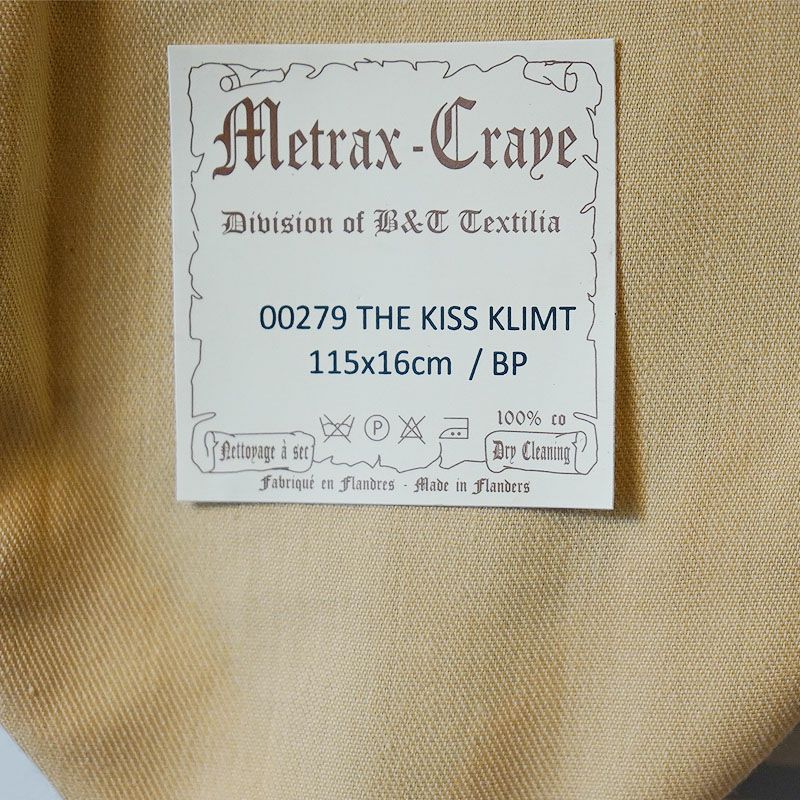 Metrax-Craye
Division of B&T Textilia
00279 THE KISS KLIMT
115x16cm / BP
100% co
P
Nettoyage à sec
Dry Cleaning
Fabriqué en Flandres - Made in Flanders